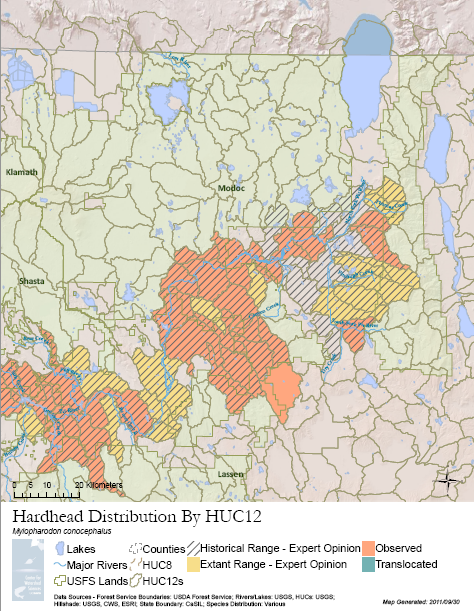 Klamath
Modoc
Shasta
Lassen
0 5 10 20 Kilometers
Hardhead Distribution By HUC12
Mylopharodon conocephalus
Lakes
Counties
Historical Range - Expert Opinion
Observed
Major Rivers
HUC8
Extant Range - Expert Opinion
Translocated
USFS Lands
HUC12s
Data Sources - Forest Service Boundaries: USDA Forest Service; Rivers/Lakes: USGS, HUCs: USGS;
Hillshade: USGS, CWS, ESRI; State Boundary: CaSIL; Species Distribution: Various
Map Generated: 2011/09/30